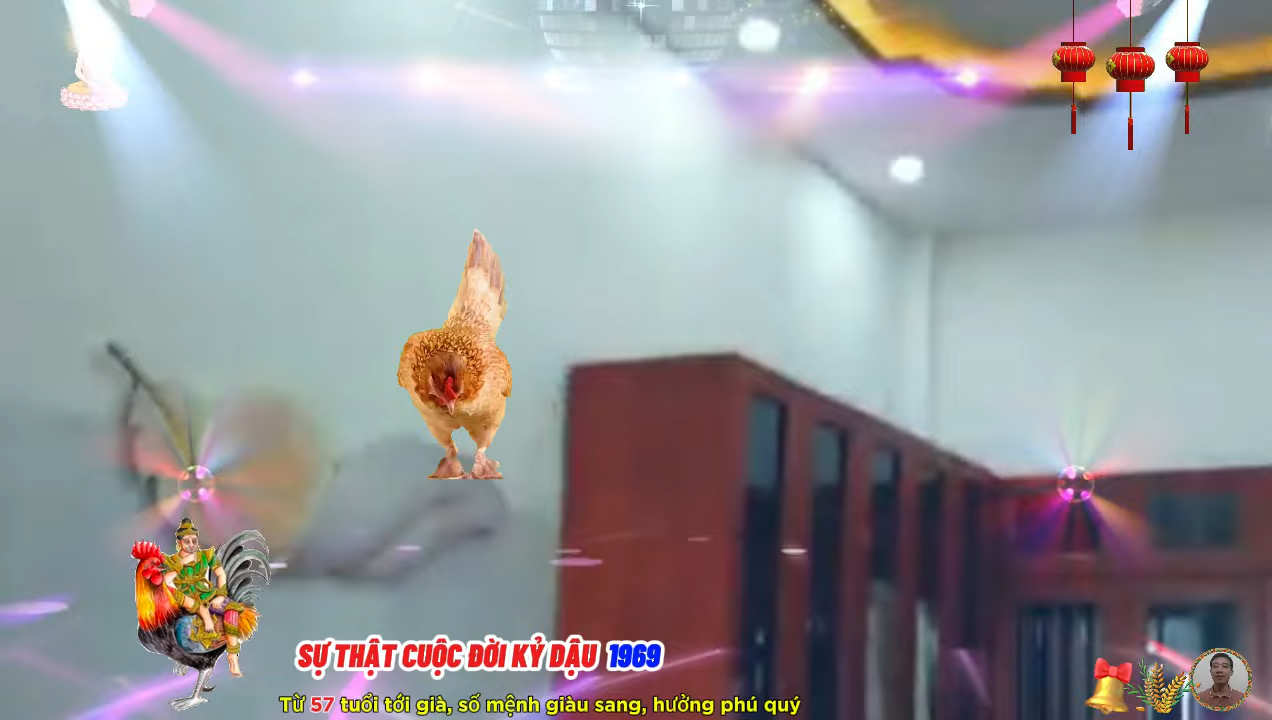 SỰ THẬT CUỘC ĐỜI KỶ DẬU 1969
Từ 57 tuổi tới già, số mệnh giàu sang, hưởng phú quý